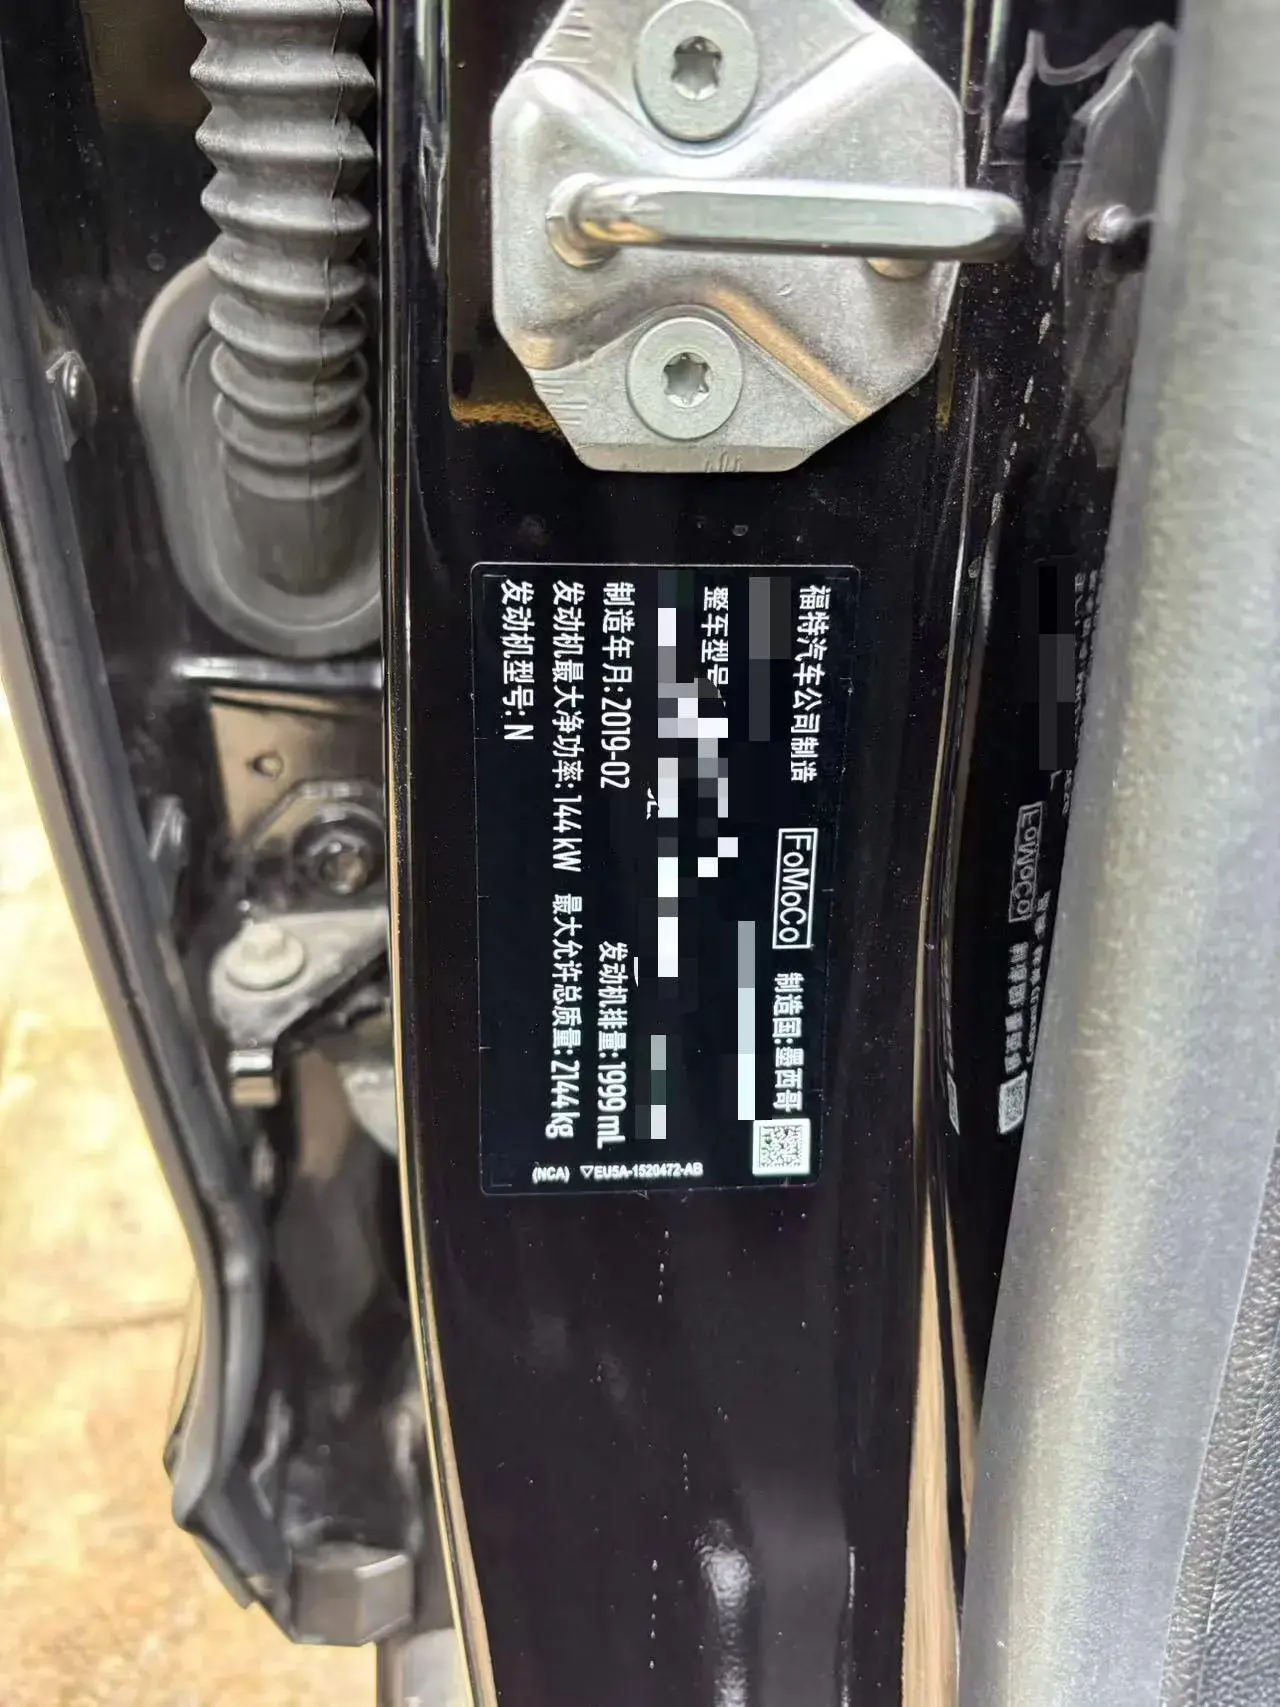 福特汽车公司制造 FoMoCo 制造国:墨西哥
整车型号
制造年月:2019-02 发动机排量:1999 mL
发动机最大净功率:144 kW 最大允许总质量:2144 kg
发动机型号:N
(NCA) ▽EU5A-1520472-AB